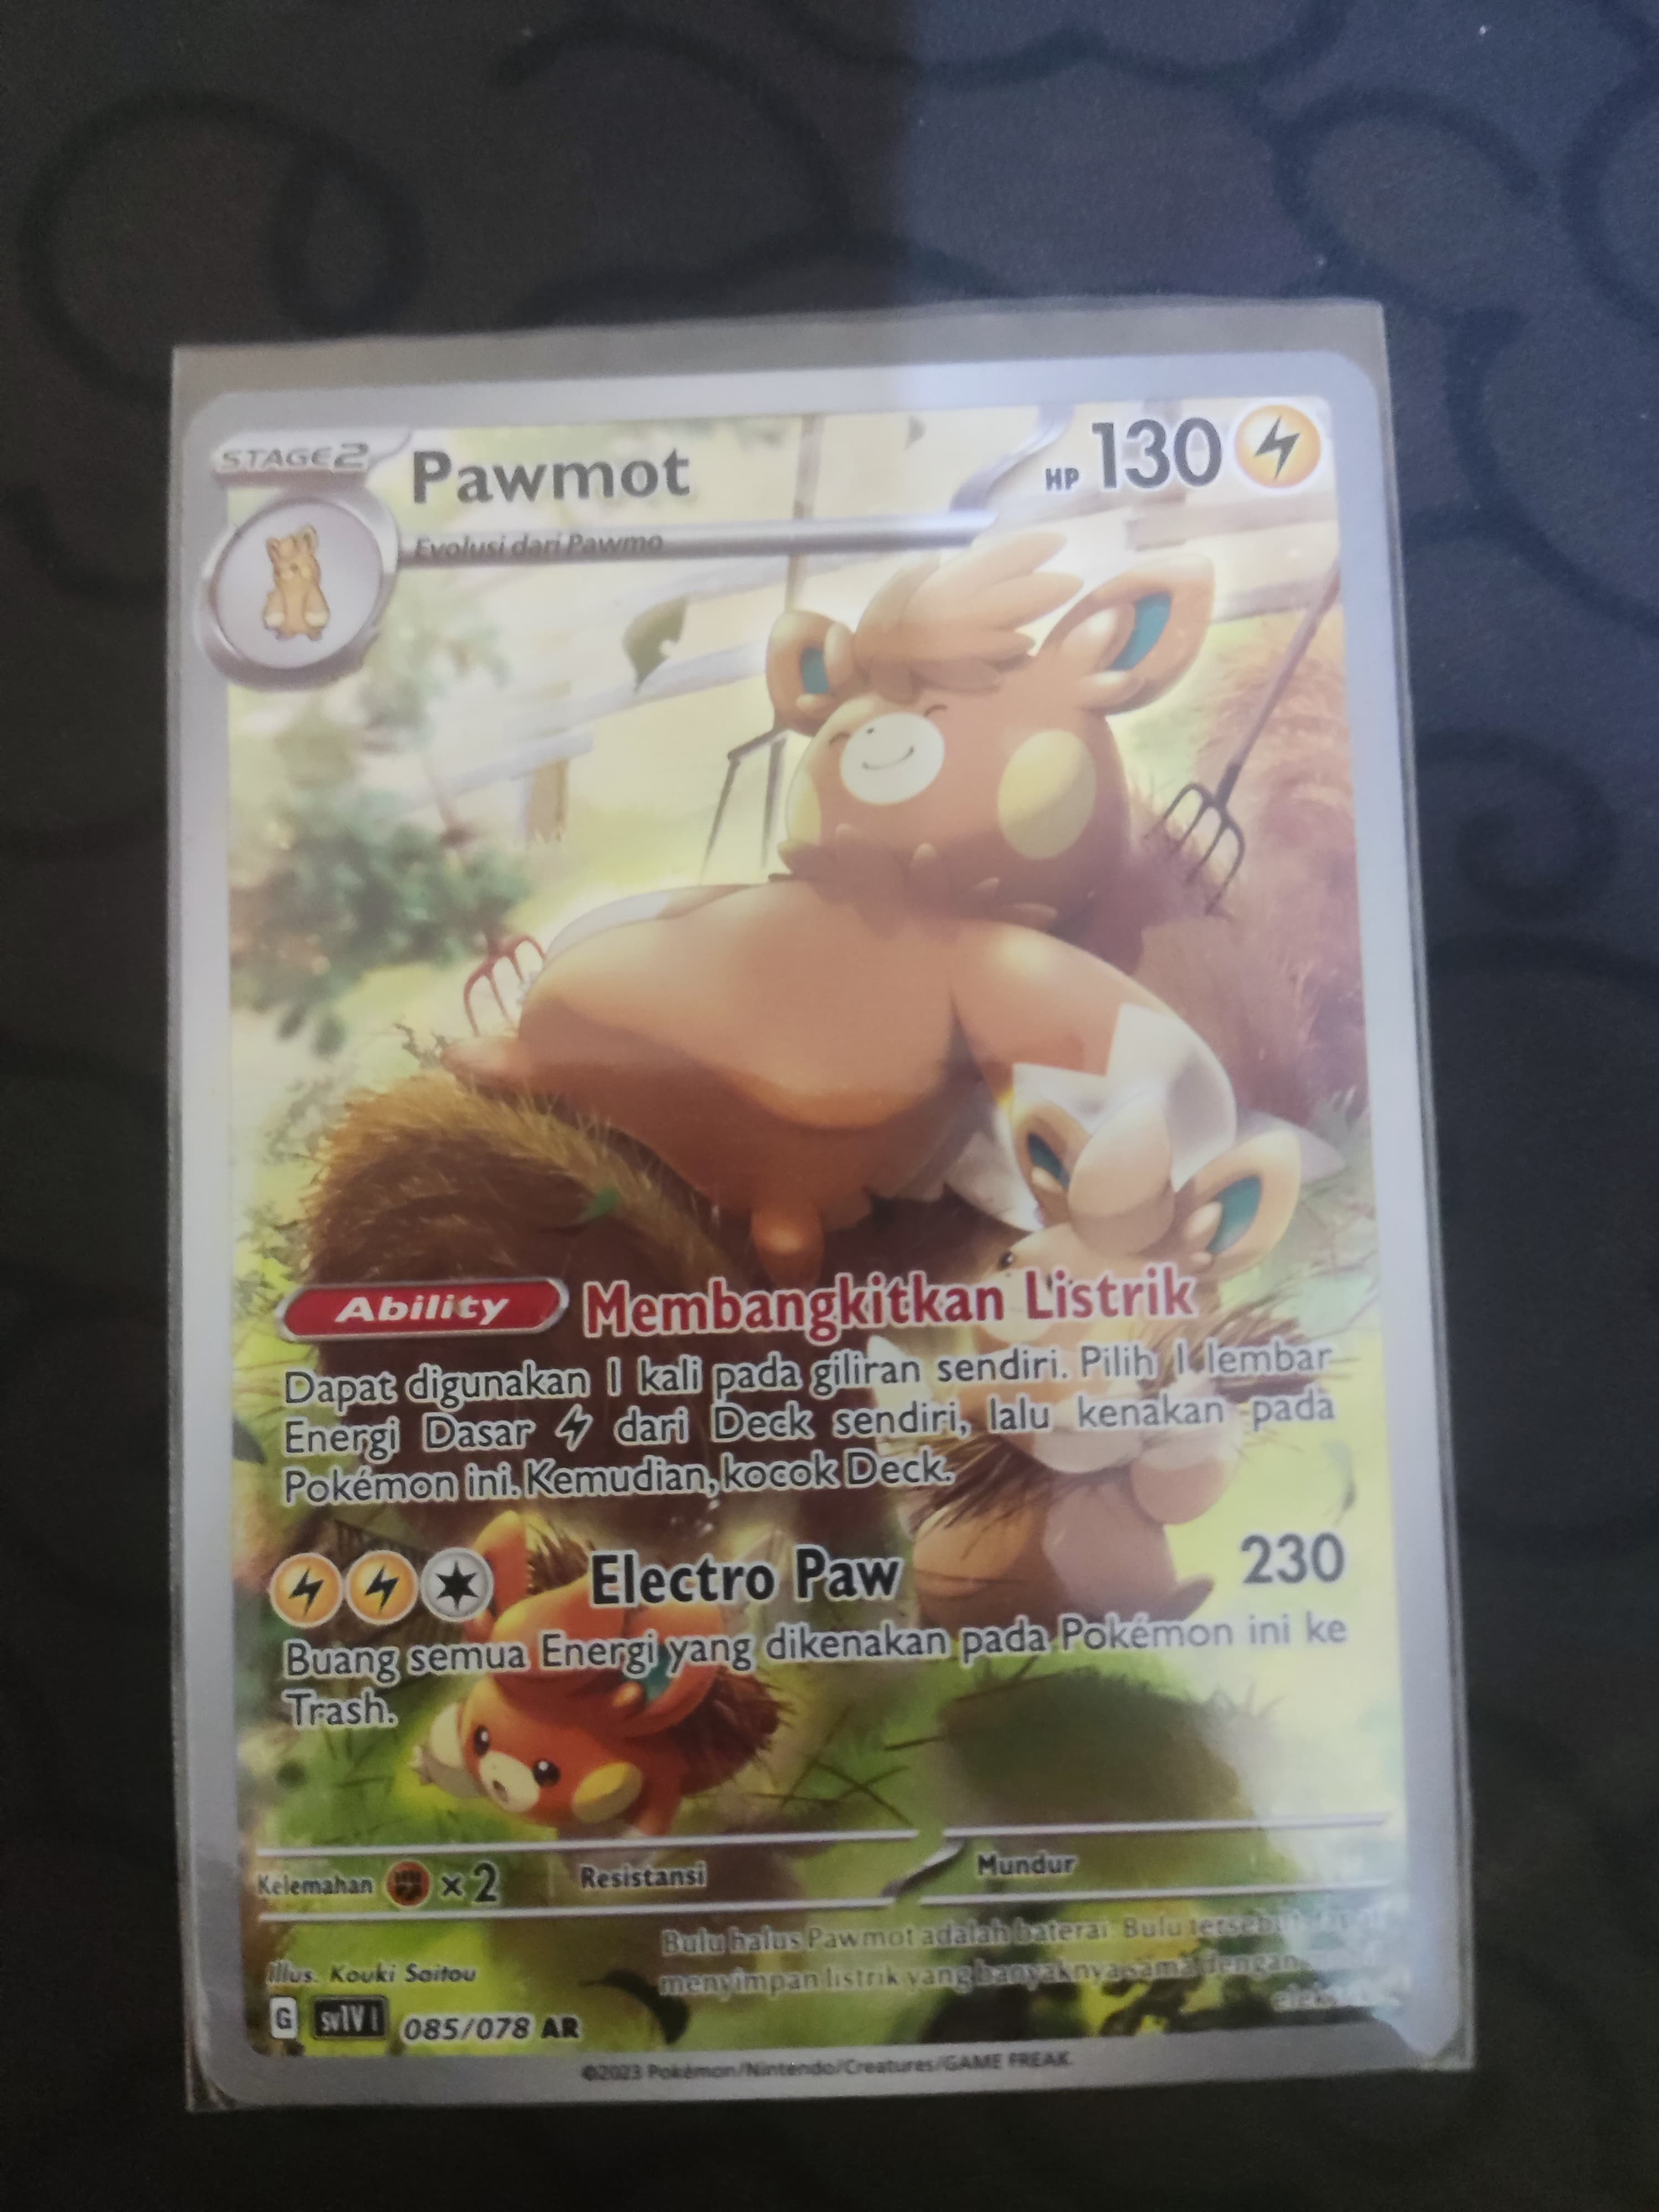 STAGE2 Pawmot HP 130
Evolusi dari Pawmo
Ability Membangkitkan Listrik
Dapat digunakan 1 kali pada giliran sendiri. Pilih 1 lembar
Energi Dasar dari Deck sendiri, lalu kenakan pada
Pokémon ini. Kemudian, kocok Deck.
Electro Paw 230
Buang semua Energi yang dikenakan pada Pokémon ini ke
Trash.
Kelemahan ×2 Resistansi Mundur
Bulu halus Pawmot adalah baterai. Bulu tersebut
menyimpan listrik yang banyaknya sama dengan
Illus. Kouki Saitou
G sv1V i 085/078 AR
©2023 Pokémon/Nintendo/Creatures/GAME FREAK.